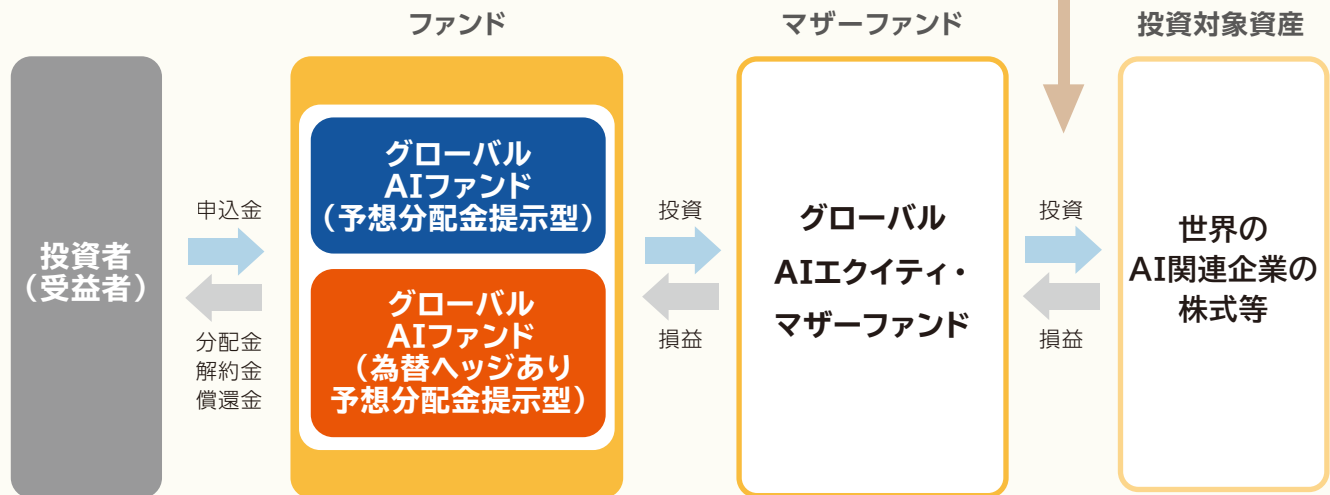 ファンド
マザーファンド
投資対象資産
投資者
（受益者）
申込金
分配金
解約金
償還金
グローバル
AIファンド
（予想分配金提示型）
グローバル
AIファンド
（為替ヘッジあり
予想分配金提示型）
投資
損益
グローバル
AIエクイティ・
マザーファンド
投資
損益
世界の
AI関連企業の
株式等